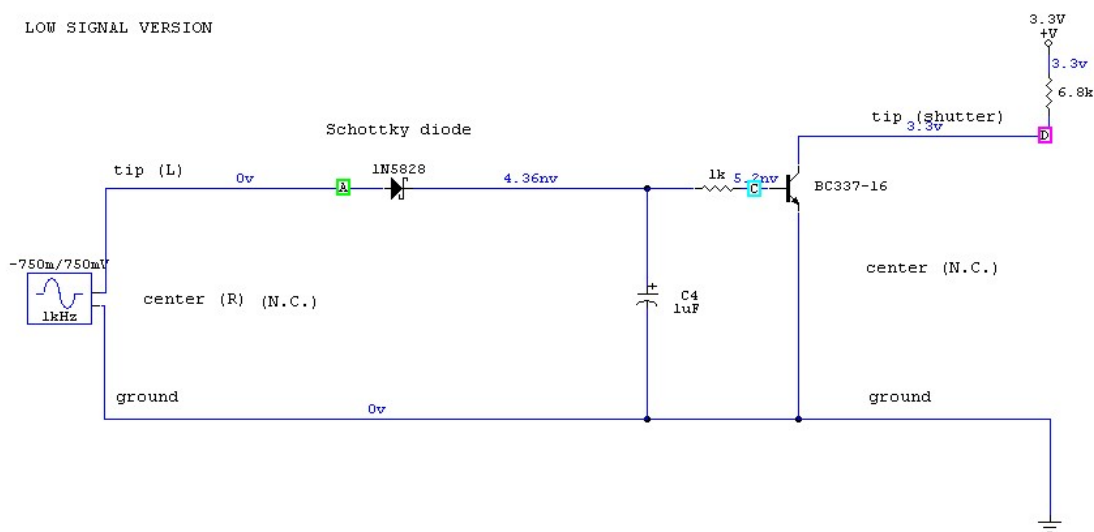 LOW SIGNAL VERSION
3.3V
+V
3.3v
6.8k
tip (shutter)
3.3v
D
Schottky diode
tip (L)
0v
A
1N5828
4.36nv
1k
5.2nv
C
BC337-16
-750m/750mV
1kHz
center (R) (N.C.)
center (N.C.)
+
C4
1uF
ground
0v
ground